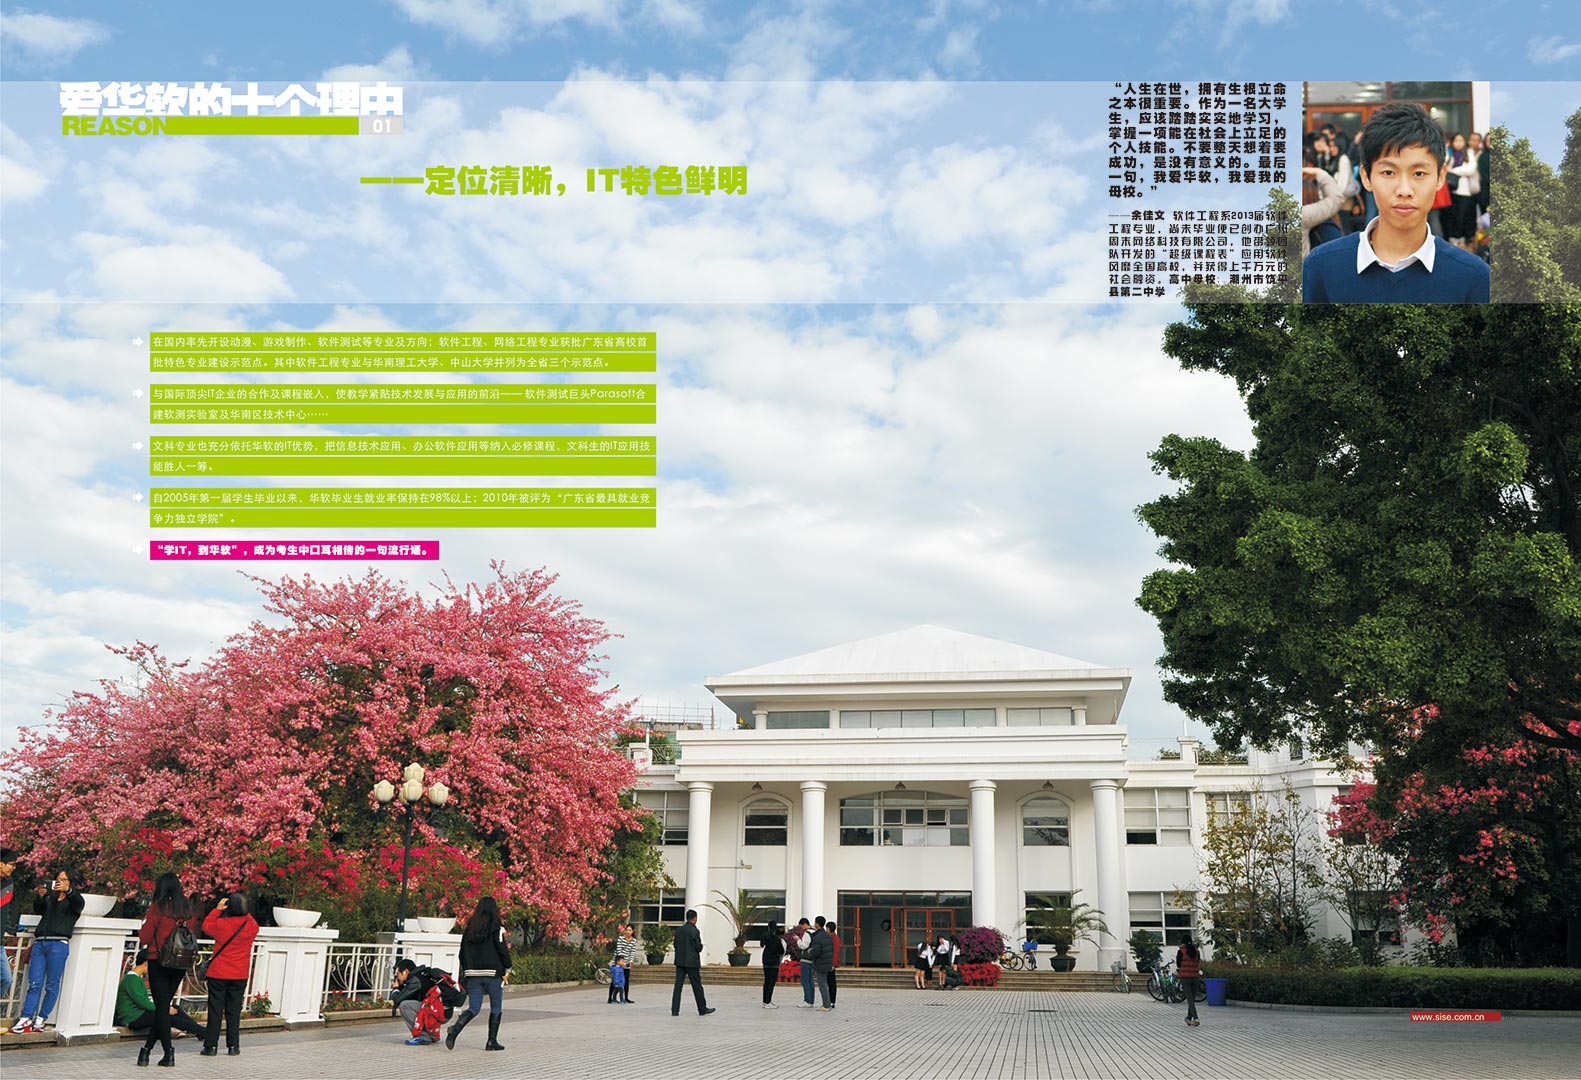 爱华软的十个理由
REASON 01
——定位清晰，IT特色鲜明
“人生在世，拥有生根立命
之本很重要。作为一名大学
生，应该踏踏实实地学习，
掌握一项能在社会上立足的
个人技能。不要整天想着要
成功，是没有意义的。最后
一句，我爱华软，我爱我的
母校。”
——余佳文 软件工程系2013届软件
工程专业，尚未毕业便已创办广州
周末网络科技有限公司，他带领团
队开发的“超级课程表”应用软件
风靡全国高校，并获得上千万元的
社会融资。高中母校：潮州市饶平
县第二中学
在国内率先开设动漫、游戏制作、软件测试等专业及方向；软件工程、网络工程专业获批广东省高校首
批特色专业建设示范点。其中软件工程专业与华南理工大学、中山大学并列为全省三个示范点。
与国际顶尖IT企业的合作及课程嵌入，使教学紧贴技术发展与应用的前沿——软件测试巨头Parasoft合
建软测实验室及华南区技术中心……
文科专业也充分依托华软的IT优势，把信息技术应用、办公软件应用等纳入必修课程，文科生的IT应用技
能胜人一筹。
自2005年第一届学生毕业以来，华软毕业生就业率保持在98%以上；2010年被评为“广东省最具就业竞
争力独立学院”。
“学IT，到华软”，成为考生中口耳相传的一句流行语。
www.sise.com.cn